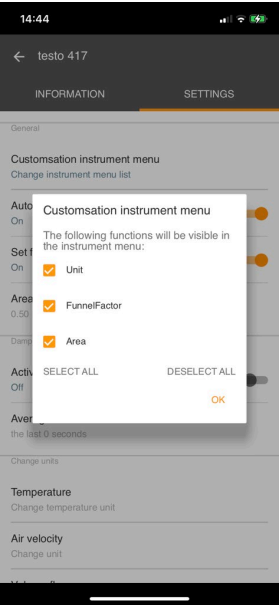 14:44
testo 417
INFORMATION SETTINGS
General
Customsation instrument menu
Change instrument menu list
Auto
On
Customsation instrument menu
The following functions will be visible in
the instrument menu:
Unit
FunnelFactor
Area
SELECT ALL DESELECT ALL
OK
Set f
On
Area
0.50
Damp
Activ
Off
Aver
the last 0 seconds
Change units
Temperature
Change temperature unit
Air velocity
Change unit